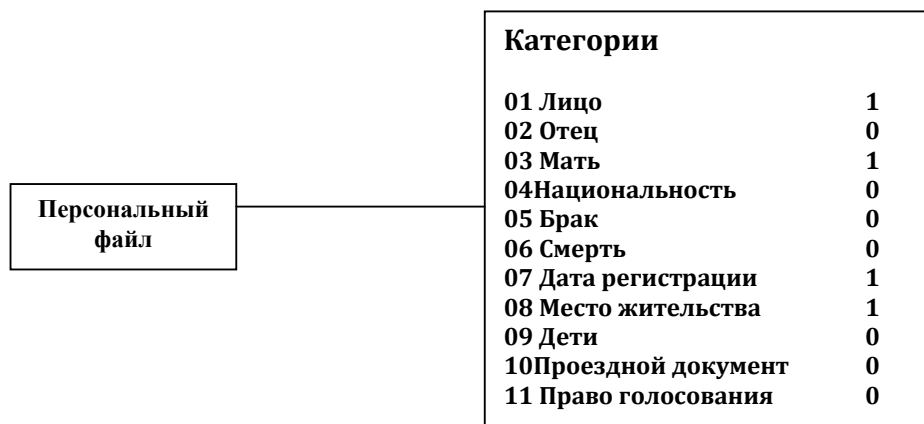 Категории
01 Лицо 1
02 Отец 0
03 Мать 1
04Национальность 0
05 Брак 0
06 Смерть 0
07 Дата регистрации 1
08 Место жительства 1
09 Дети 0
10Проездной документ 0
11 Право голосования 0
Персональный
файл